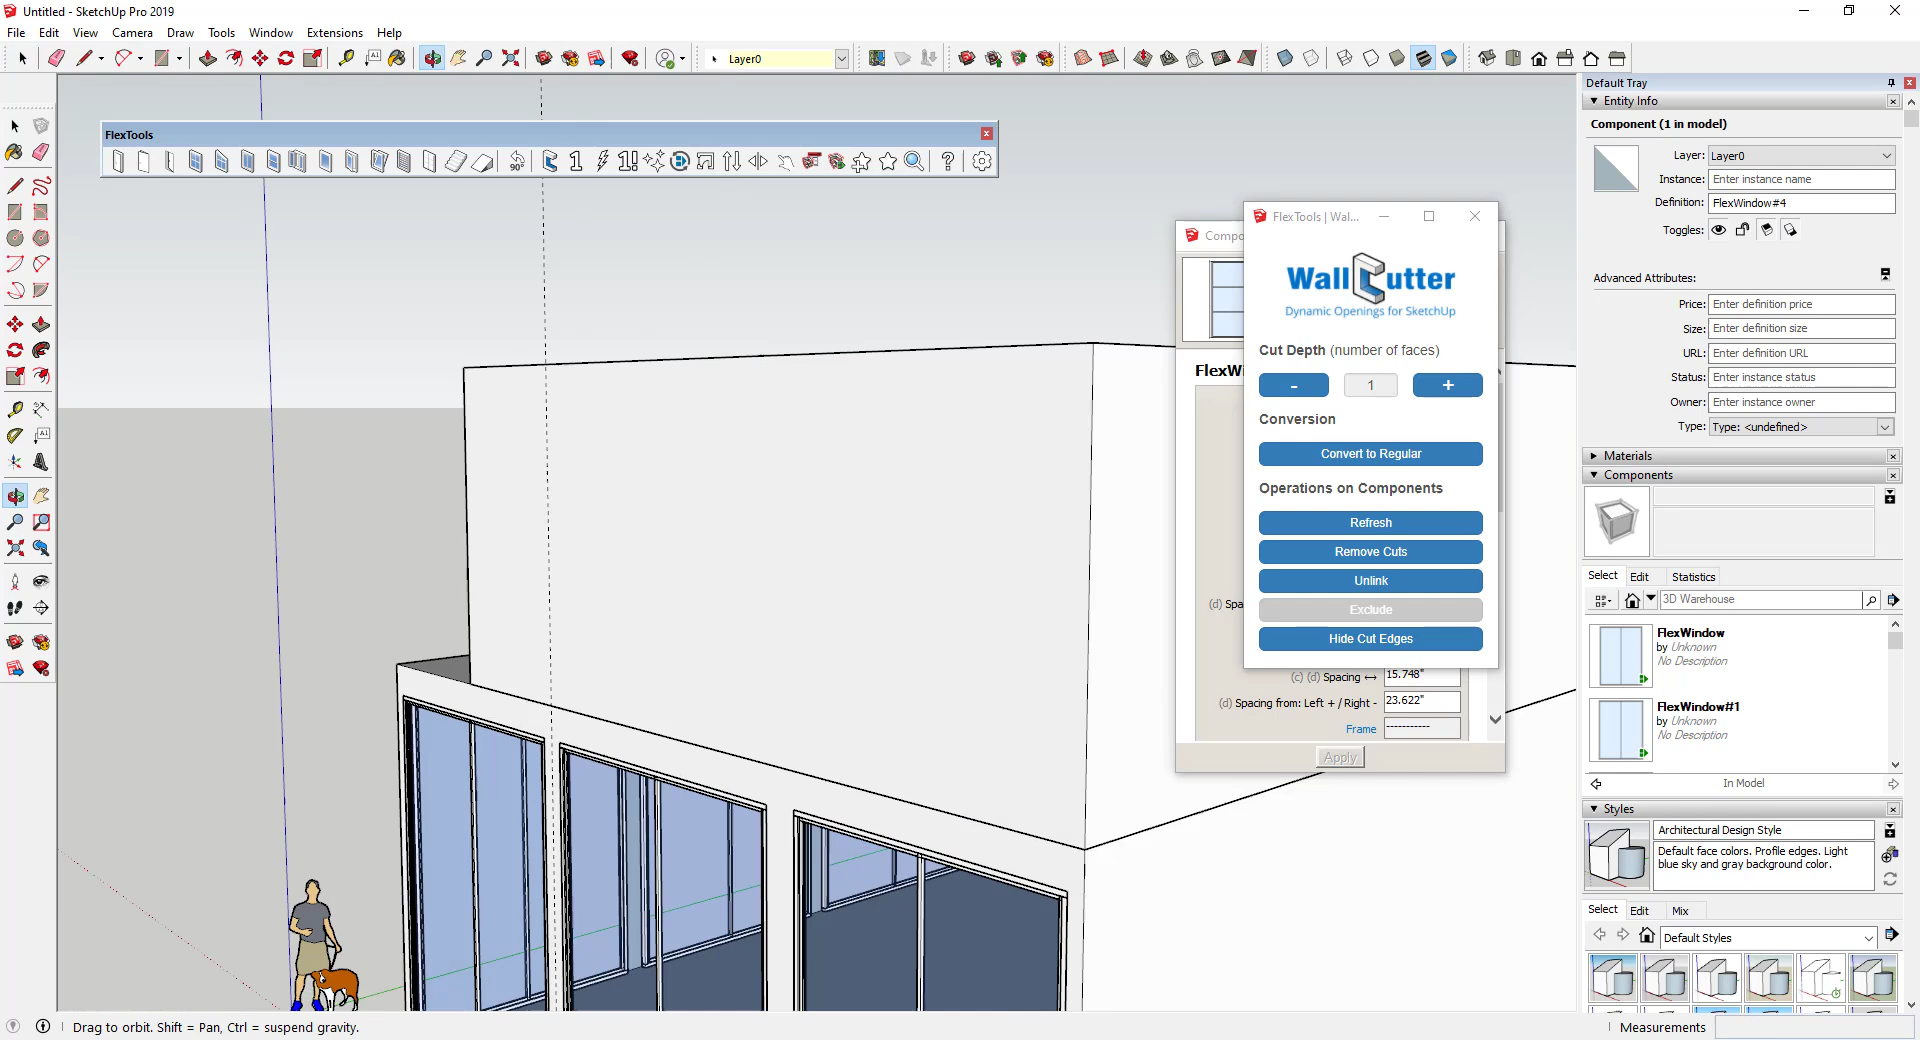 Untitled - SketchUp Pro 2019
File Edit View Camera Draw Tools Window Extensions Help
Layer0
FlexTools
90°
1
1!
?
FlexTools | Wal...
Compo
WallCutter
Dynamic Openings for SketchUp
Cut Depth (number of faces)
FlexWi
- 1 +
Conversion
Convert to Regular
Operations on Components
Refresh
Remove Cuts
Unlink
(d) Spa
Exclude
Hide Cut Edges
(c) (d) Spacing ↔ 15.748"
(d) Spacing from: Left + / Right - 23.622"
Frame -----------
Apply
Default Tray
Entity Info
Component (1 in model)
Layer: Layer0
Instance: Enter instance name
Definition: FlexWindow#4
Toggles:
Advanced Attributes:
Price: Enter definition price
Size: Enter definition size
URL: Enter definition URL
Status: Enter instance status
Owner: Enter instance owner
Type: Type: <undefined>
Materials
Components
Select Edit Statistics
3D Warehouse
FlexWindow
by Unknown
No Description
FlexWindow#1
by Unknown
No Description
In Model
Styles
Architectural Design Style
Default face colors. Profile edges. Light
blue sky and gray background color.
Select Edit Mix
Default Styles
Drag to orbit. Shift = Pan, Ctrl = suspend gravity.
Measurements